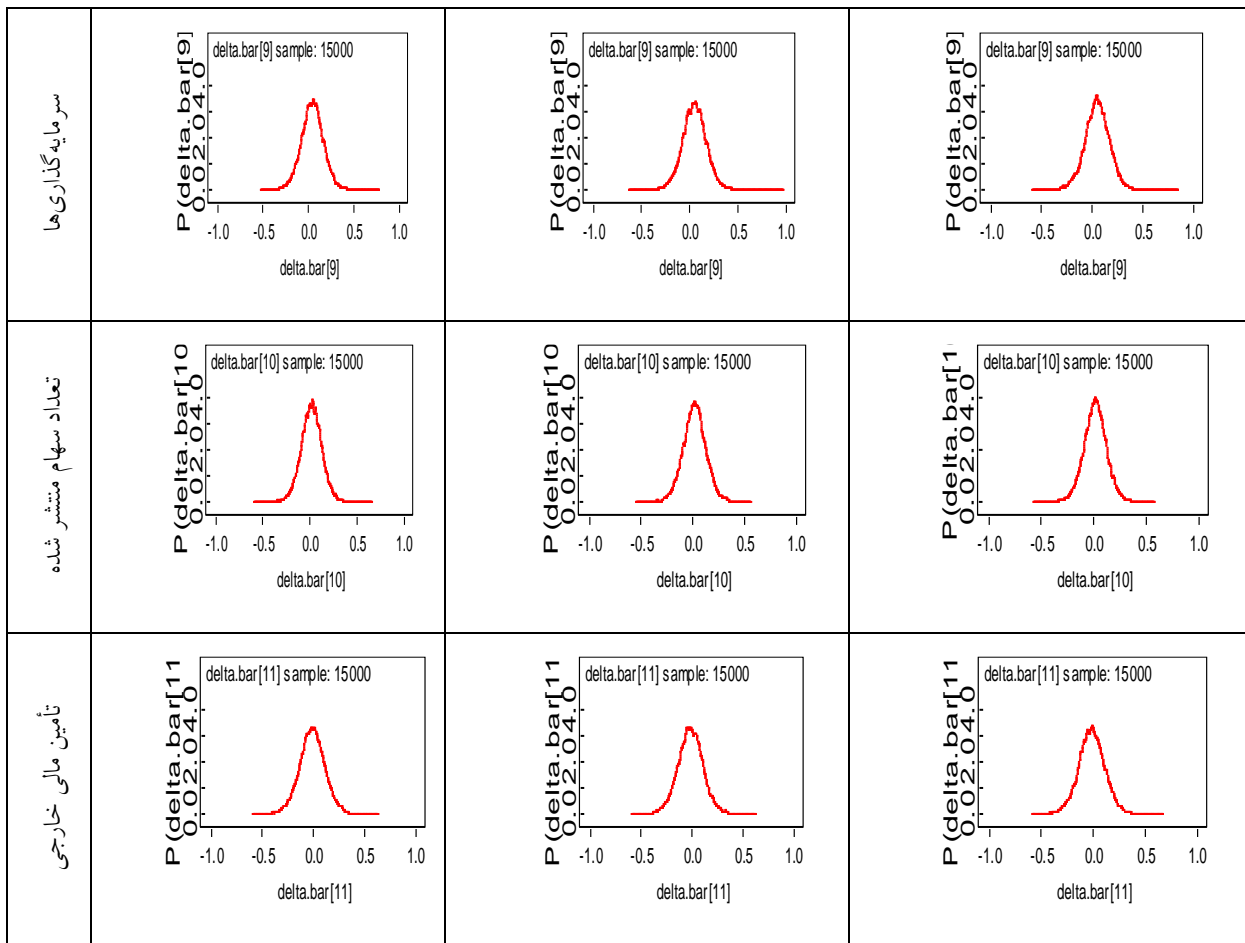 سرمایه‌گذاری‌ها
delta.bar[9] sample: 15000
P(delta.bar[9]
0.0 2.0 4.0
-1.0 -0.5 0.0 0.5 1.0
delta.bar[9]
delta.bar[9] sample: 15000
P(delta.bar[9]
0.0 2.0 4.0
-1.0 -0.5 0.0 0.5 1.0
delta.bar[9]
delta.bar[9] sample: 15000
P(delta.bar[9]
0.0 2.0 4.0
-1.0 -0.5 0.0 0.5 1.0
delta.bar[9]
تعداد سهام منتشر شده
delta.bar[10] sample: 15000
P(delta.bar[10
0.0 2.0 4.0
-1.0 -0.5 0.0 0.5 1.0
delta.bar[10]
delta.bar[10] sample: 15000
P(delta.bar[10
0.0 2.0 4.0
-1.0 -0.5 0.0 0.5 1.0
delta.bar[10]
delta.bar[10] sample: 15000
P(delta.bar[1
0.0 2.0 4.0
-1.0 -0.5 0.0 0.5 1.0
delta.bar[10]
تأمین مالی خارجی
delta.bar[11] sample: 15000
P(delta.bar[11
0.0 2.0 4.0
-1.0 -0.5 0.0 0.5 1.0
delta.bar[11]
delta.bar[11] sample: 15000
P(delta.bar[11
0.0 2.0 4.0
-1.0 -0.5 0.0 0.5 1.0
delta.bar[11]
delta.bar[11] sample: 15000
P(delta.bar[11
0.0 2.0 4.0
-1.0 -0.5 0.0 0.5 1.0
delta.bar[11]